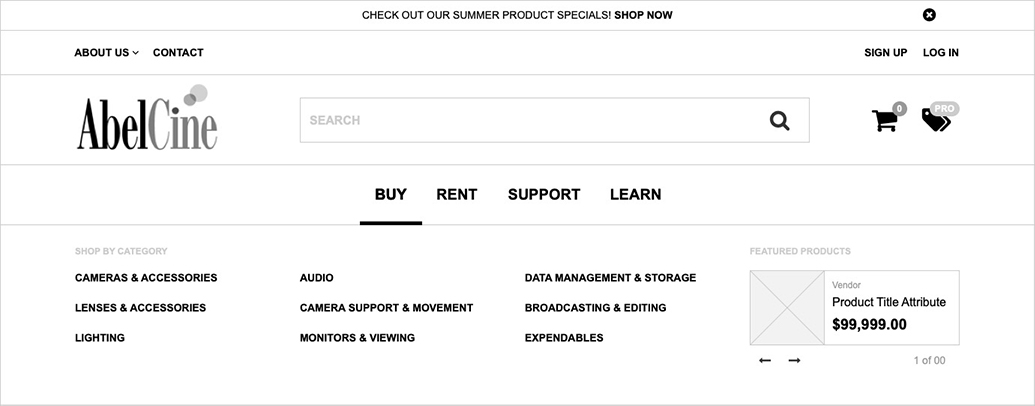 CHECK OUT OUR SUMMER PRODUCT SPECIALS! SHOP NOW
ABOUT US CONTACT
SIGN UP LOG IN
AbelCine
SEARCH
0
PRO
BUY RENT SUPPORT LEARN
SHOP BY CATEGORY
CAMERAS & ACCESSORIES
LENSES & ACCESSORIES
LIGHTING
AUDIO
CAMERA SUPPORT & MOVEMENT
MONITORS & VIEWING
DATA MANAGEMENT & STORAGE
BROADCASTING & EDITING
EXPENDABLES
FEATURED PRODUCTS
Vendor
Product Title Attribute
$99,999.00
1 of 00